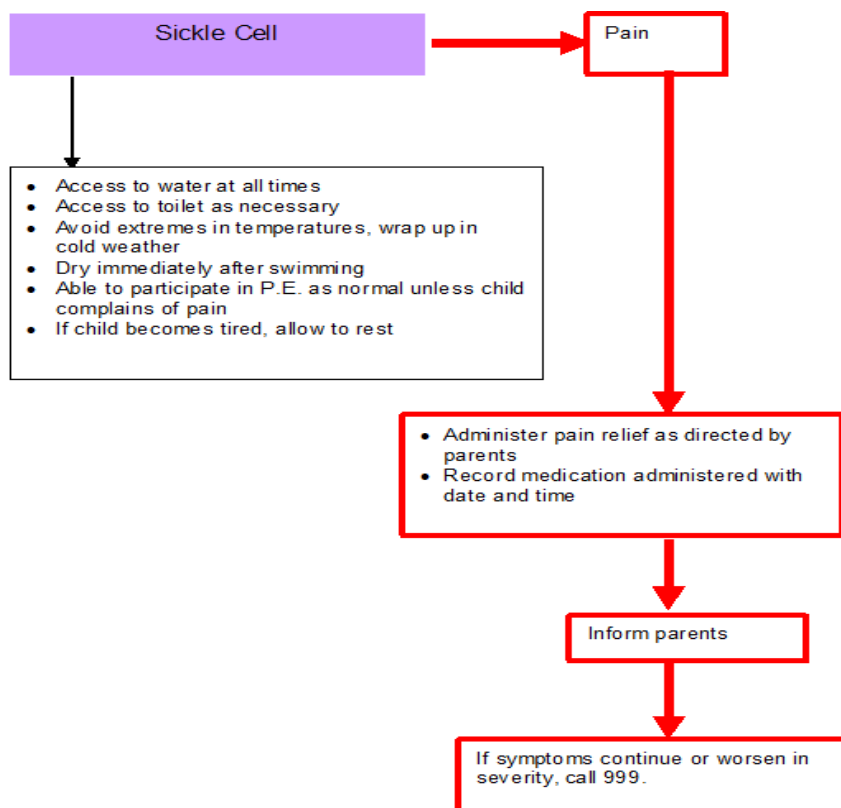 Sickle Cell
Pain
• Access to water at all times
• Access to toilet as necessary
• Avoid extremes in temperatures, wrap up in
cold weather
• Dry immediately after swimming
• Able to participate in P.E. as normal unless child
complains of pain
• If child becomes tired, allow to rest
• Administer pain relief as directed by
parents
• Record medication administered with
date and time
Inform parents
If symptoms continue or worsen in
severity, call 999.